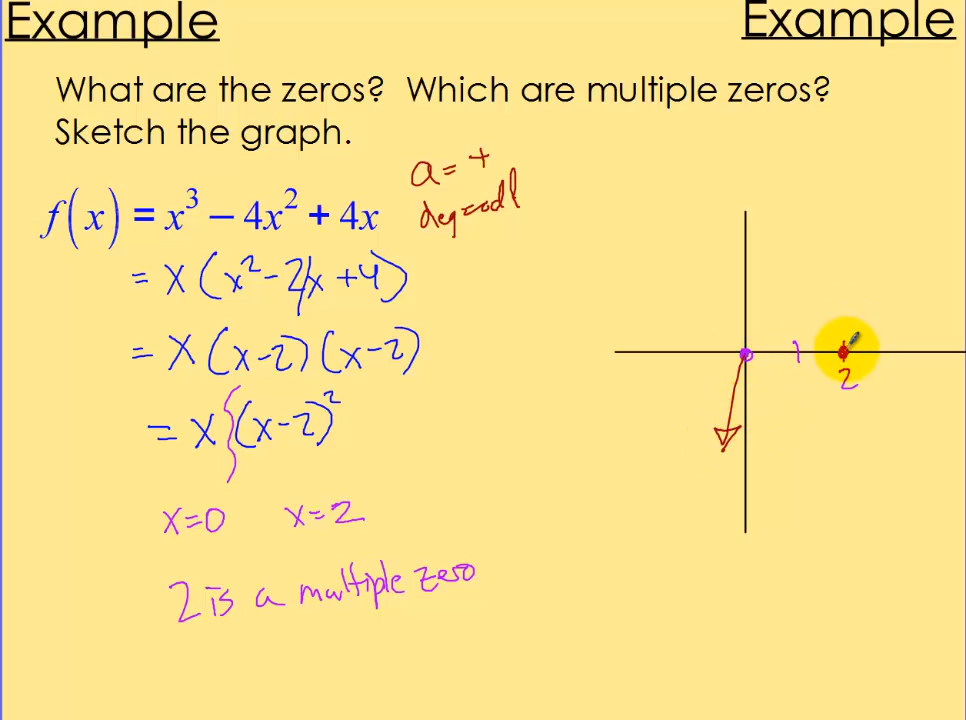 Example Example
What are the zeros? Which are multiple zeros?
Sketch the graph.
a = +
deg = odd
f(x) = x³ − 4x² + 4x
= x(x² - 24x + 4)
= x(x-2)(x-2)
= x{(x-2)²
1
2
x=0 x=2
2 is a multiple zero